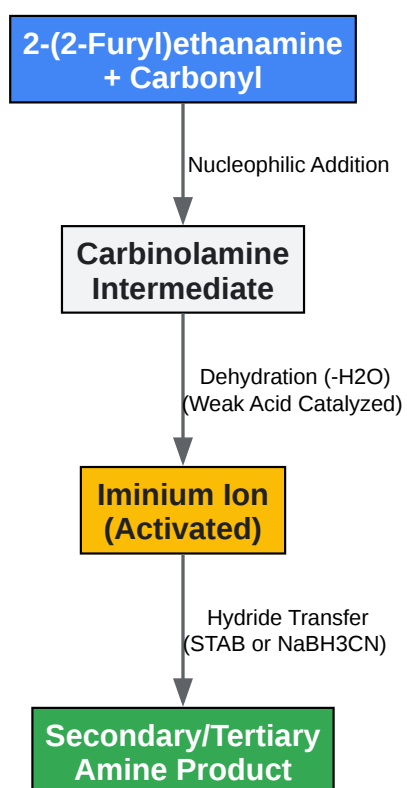 2-(2-Furyl)ethanamine
+ Carbonyl
Nucleophilic Addition
Carbinolamine
Intermediate
Dehydration (-H2O)
(Weak Acid Catalyzed)
Iminium Ion
(Activated)
Hydride Transfer
(STAB or NaBH3CN)
Secondary/Tertiary
Amine Product